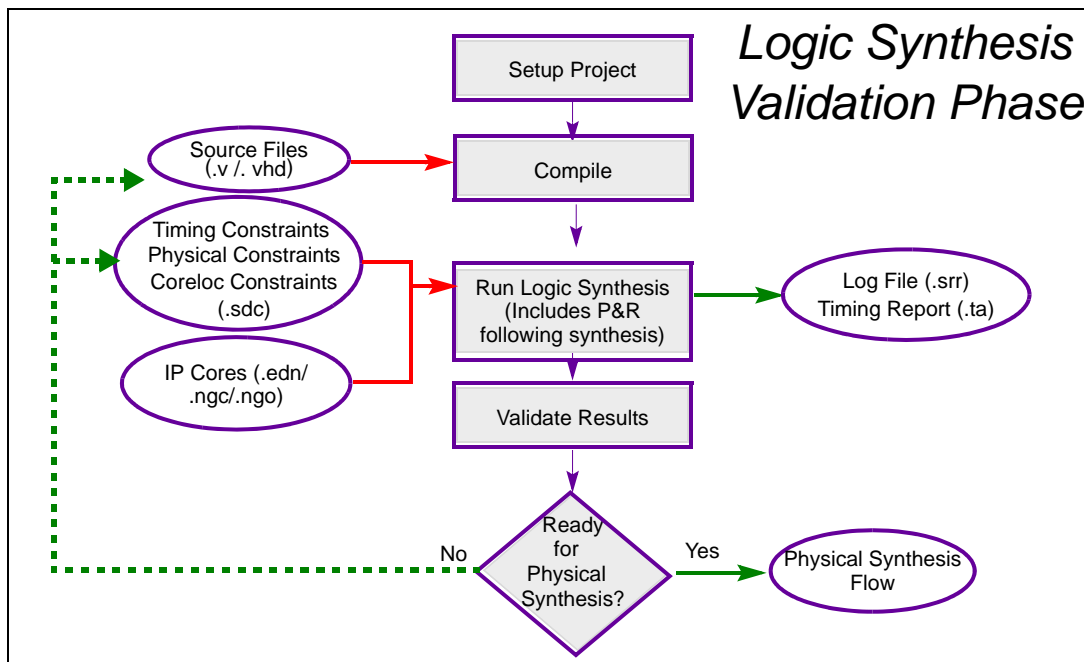 Logic Synthesis
Validation Phase
Setup Project
Source Files
(.v /. vhd)
Compile
Timing Constraints
Physical Constraints
Coreloc Constraints
(.sdc)
Run Logic Synthesis
(Includes P&R
following synthesis)
Log File (.srr)
Timing Report (.ta)
IP Cores (.edn/
.ngc/.ngo)
Validate Results
Ready
for
Physical
Synthesis?
No
Yes
Physical Synthesis
Flow